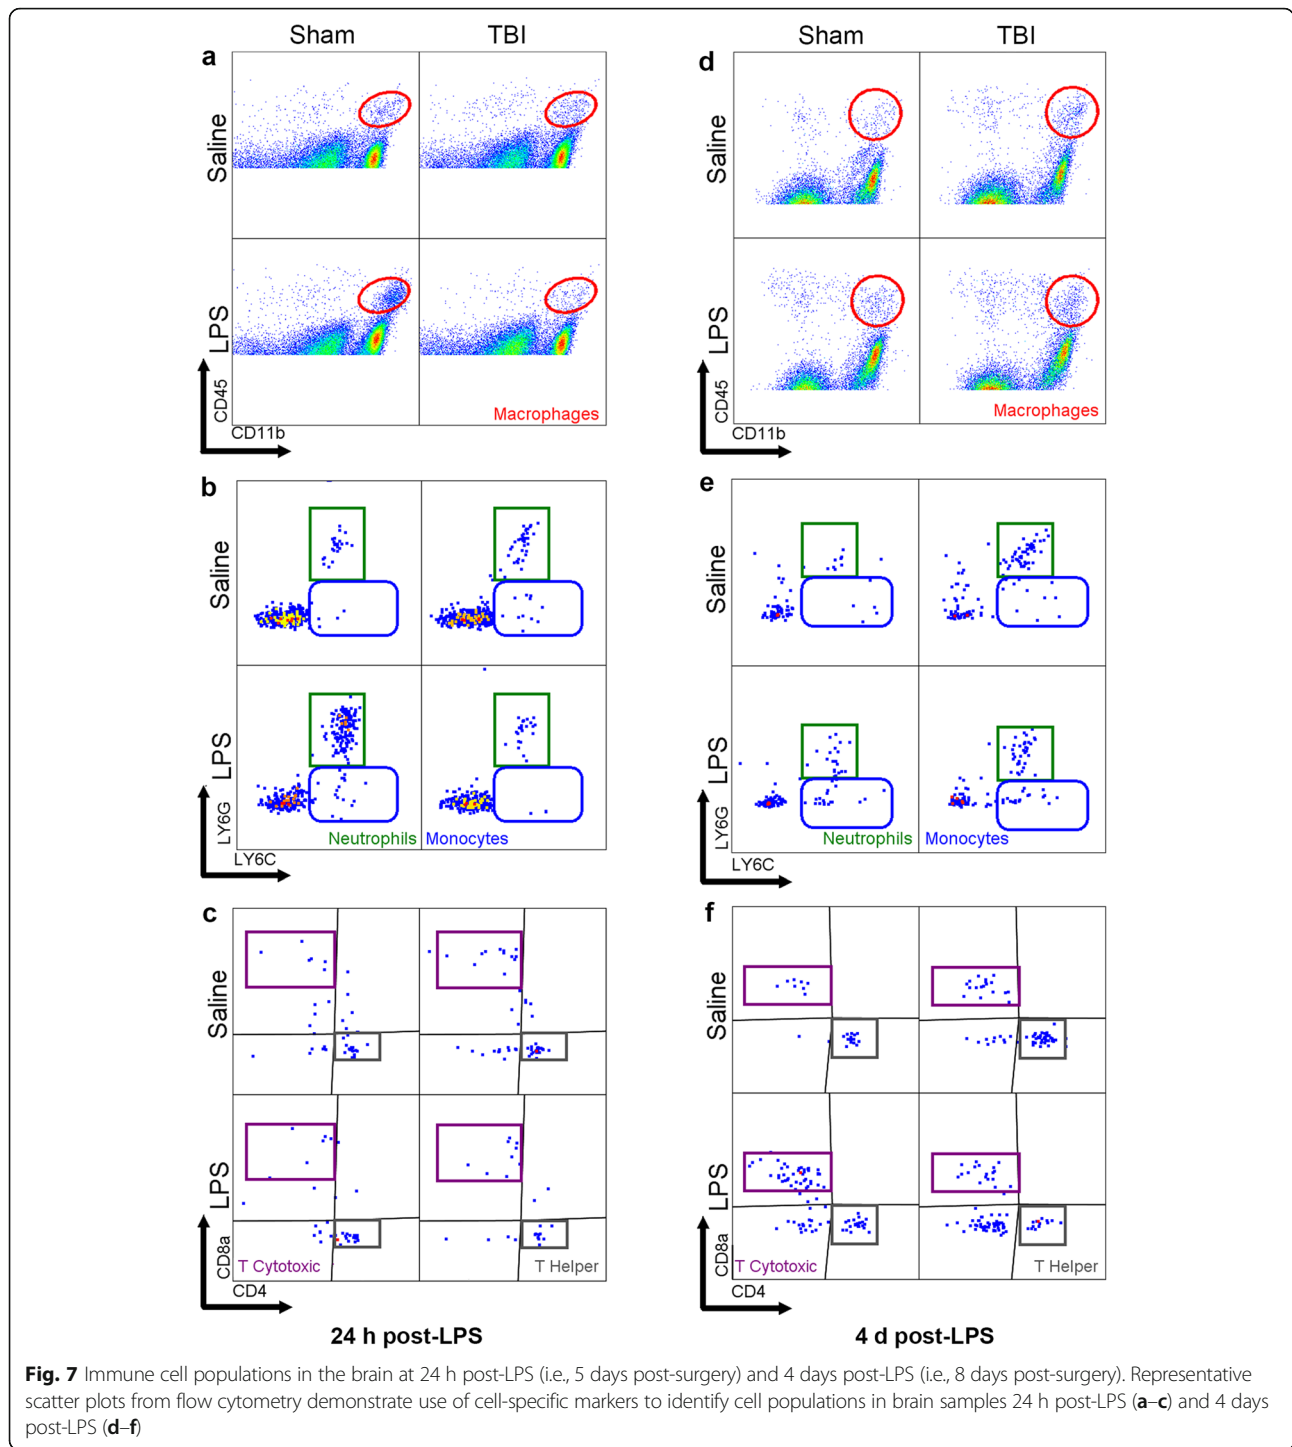 Sham TBI
a
Saline
LPS
CD45
CD11b
Macrophages
b
Saline
LPS
LY6G
LY6C
Neutrophils Monocytes
c
Saline
LPS
CD8a
CD4
T Cytotoxic T Helper
24 h post-LPS
Sham TBI
d
Saline
LPS
CD45
CD11b
Macrophages
e
Saline
LPS
LY6G
LY6C
Neutrophils Monocytes
f
Saline
LPS
CD8a
CD4
T Cytotoxic T Helper
4 d post-LPS
Fig. 7 Immune cell populations in the brain at 24 h post-LPS (i.e., 5 days post-surgery) and 4 days post-LPS (i.e., 8 days post-surgery). Representative
scatter plots from flow cytometry demonstrate use of cell-specific markers to identify cell populations in brain samples 24 h post-LPS (a–c) and 4 days
post-LPS (d–f)